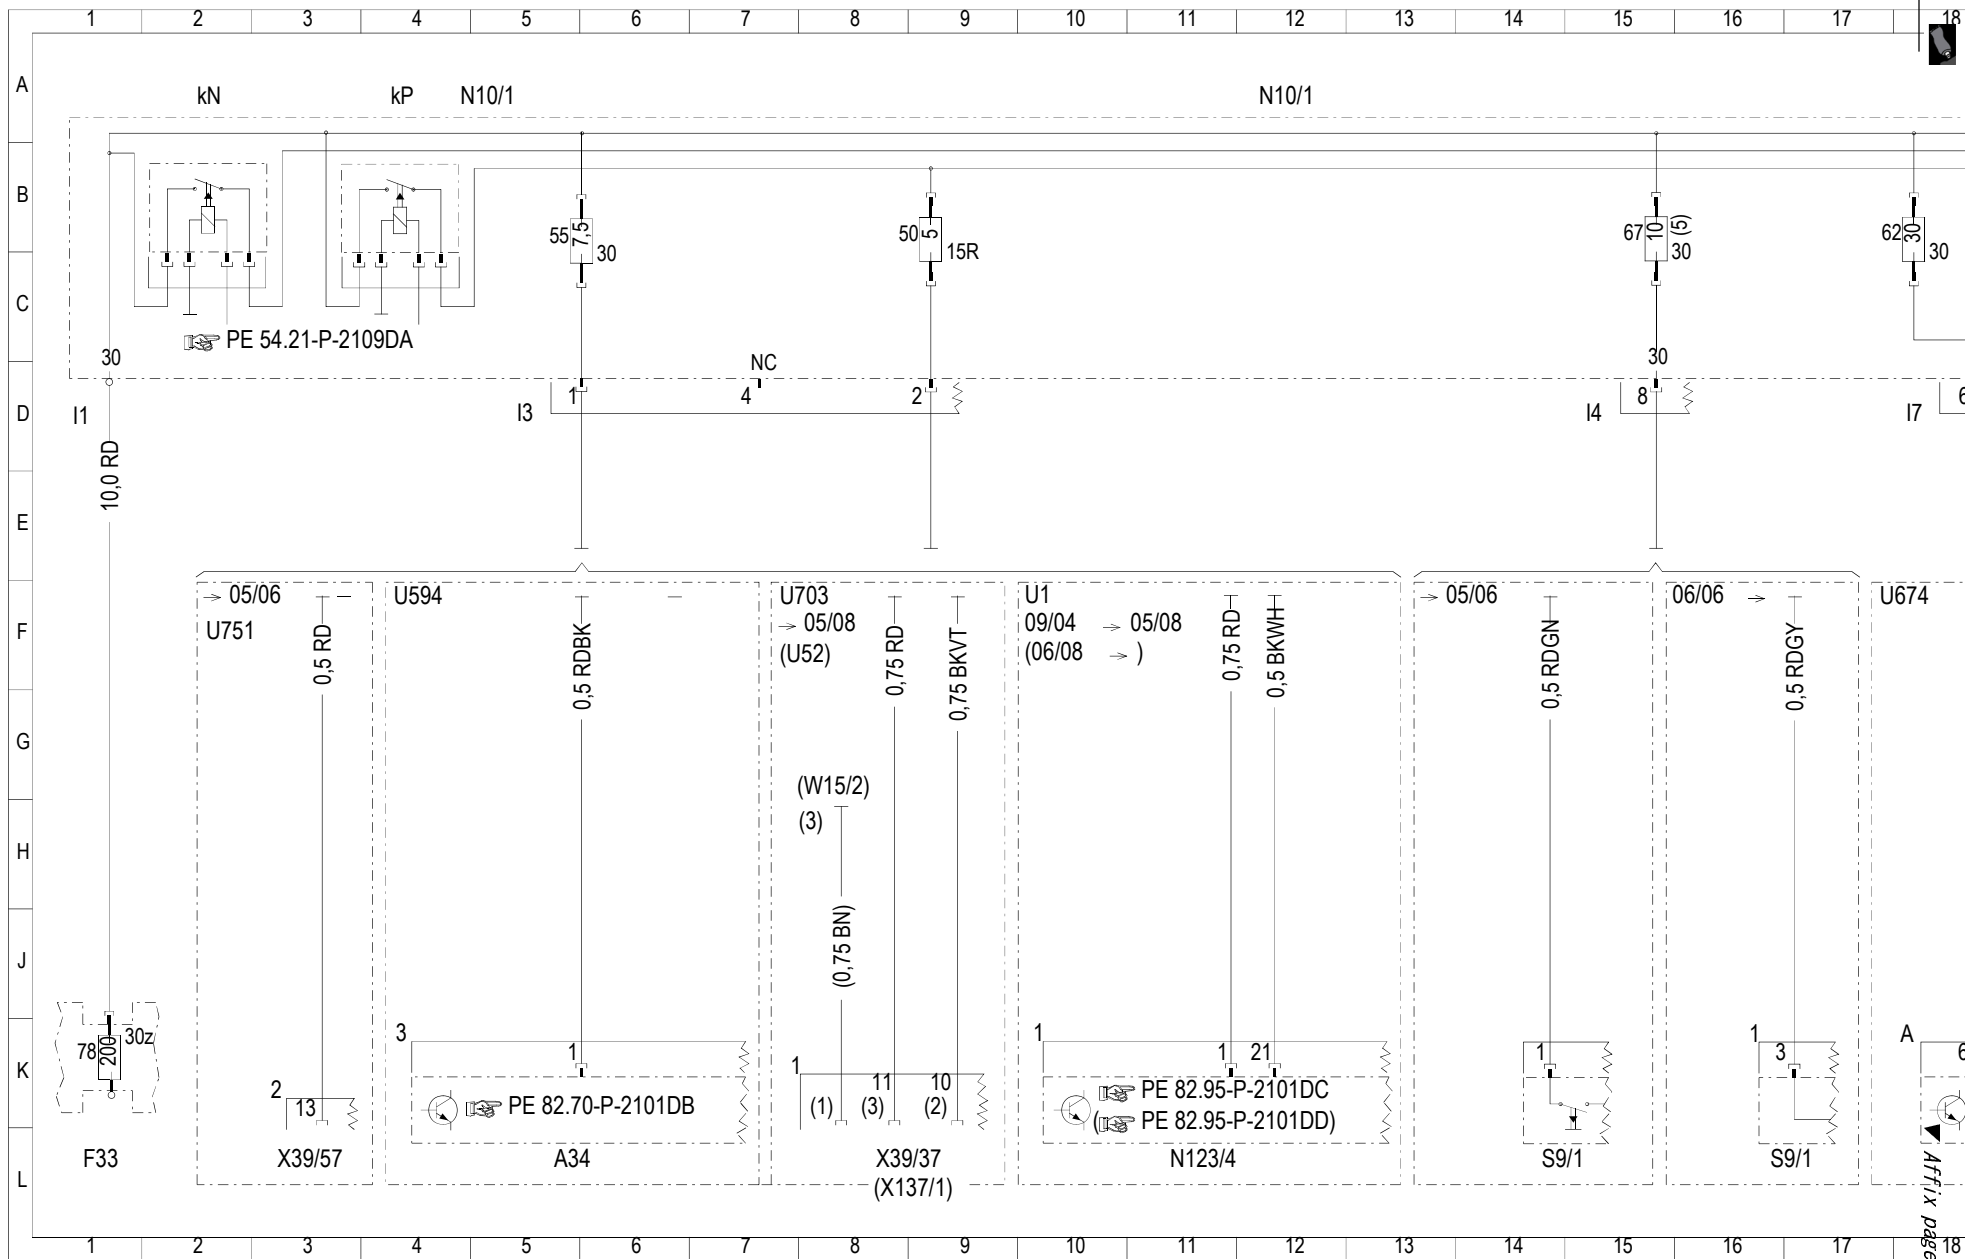 1 2 3 4 5 6 7 8 9 10 11 12 13 14 15 16 17 18
A
kN kP N10/1 N10/1
B
55 7,5 30
50 5 15R
67 10 (5) 30
62 30 30
C
PE 54.21-P-2109DA
30 NC 30
D
I1 I3 1 4 2 I4 8 I7 6
10,0 RD
E
F
→ 05/06
U751
0,5 RD
U594
0,5 RDBK
U703
→ 05/08
(U52)
0,75 RD
0,75 BKVT
U1
09/04 → 05/08
(06/08 → )
0,75 RD
0,5 BKWH
→ 05/06
0,5 RDGN
06/06 →
0,5 RDGY
U674
G
(W15/2)
(3)
H
(0,75 BN)
J
K
78 200 30z
2 13
3 1
PE 82.70-P-2101DB
1 11 10
(1) (3) (2)
1 1 21
PE 82.95-P-2101DC
( PE 82.95-P-2101DD)
1
1 3
A 6
L
F33 X39/57 A34 X39/37 N123/4 S9/1 S9/1
(X137/1)
Affix page
1 2 3 4 5 6 7 8 9 10 11 12 13 14 15 16 17 18